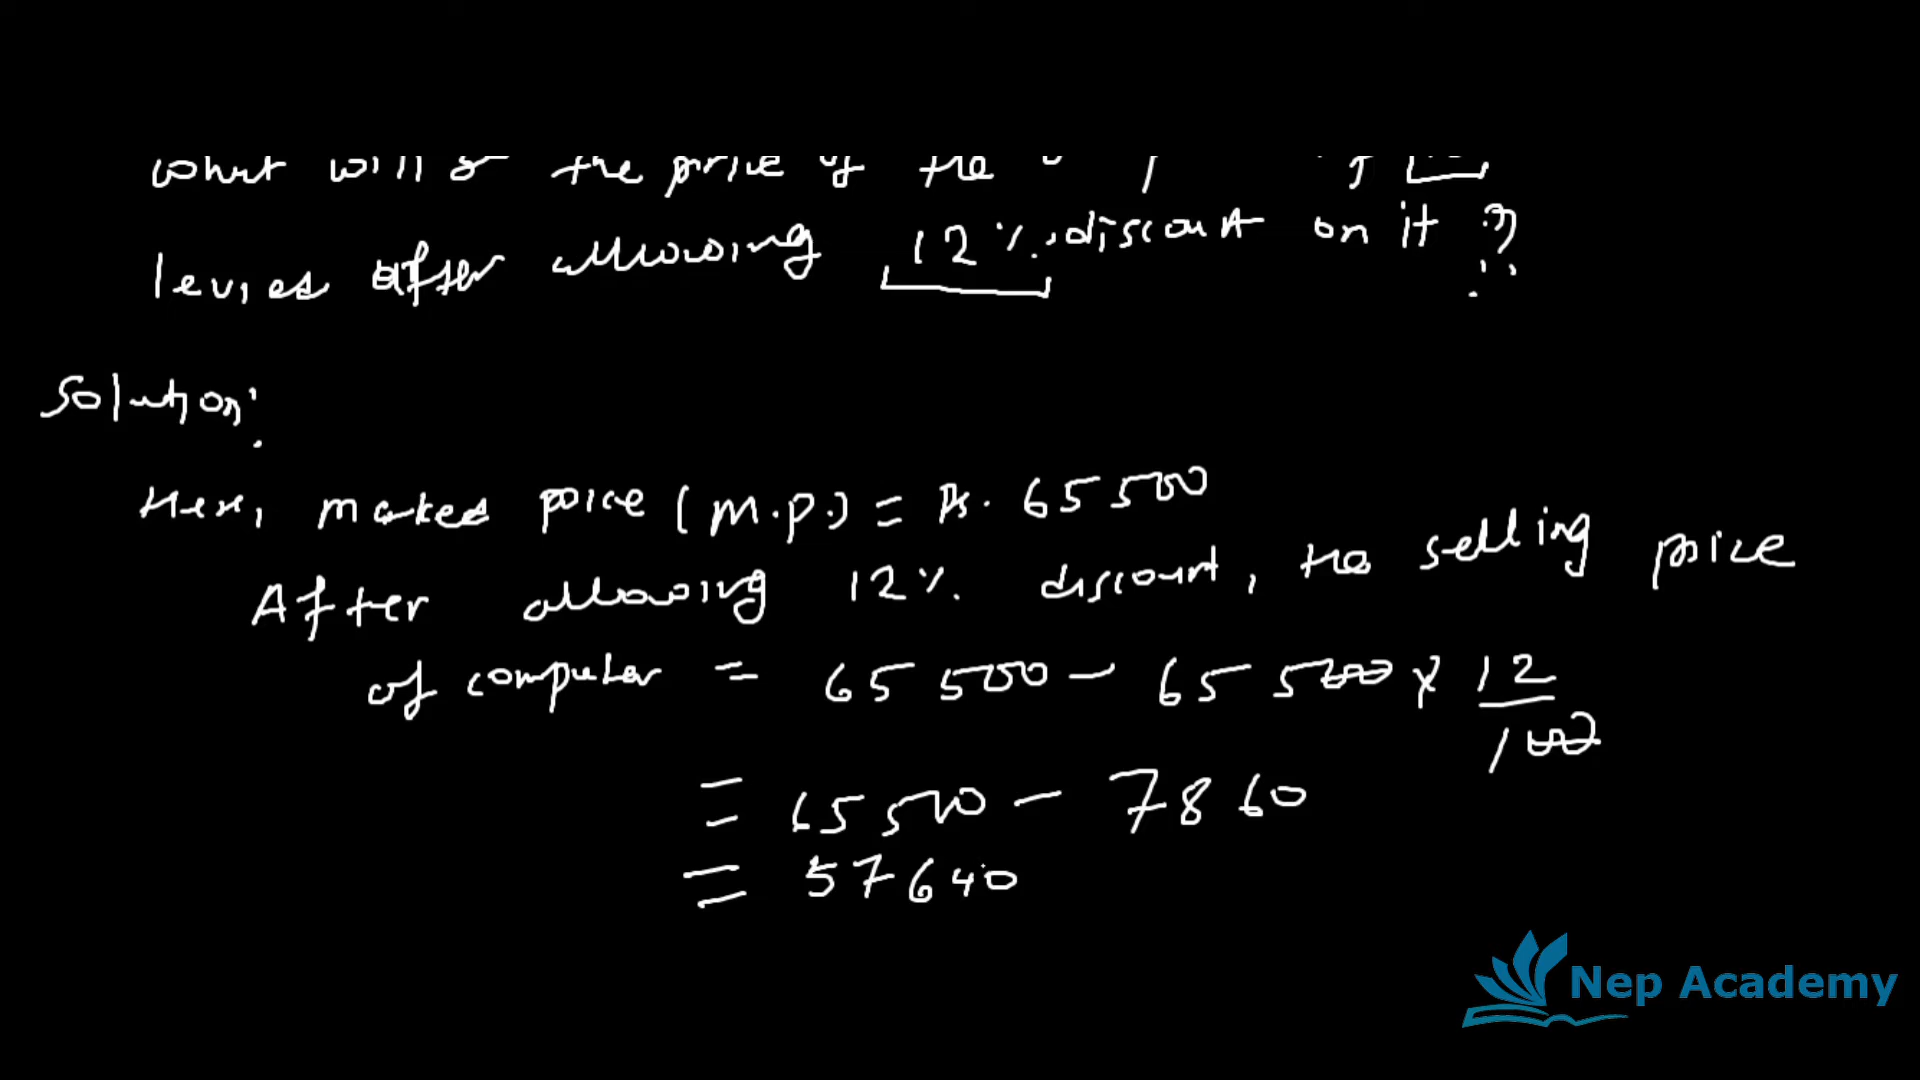 what will the price of the
levies after allowing 12% discount on it ?
Solution:
Here, marked price (M.P.) = Rs. 65500
After allowing 12% discount, the selling price
of computer = 65500 - 65500 × 12/100
= 65500 - 7860
= 57640
Nep Academy